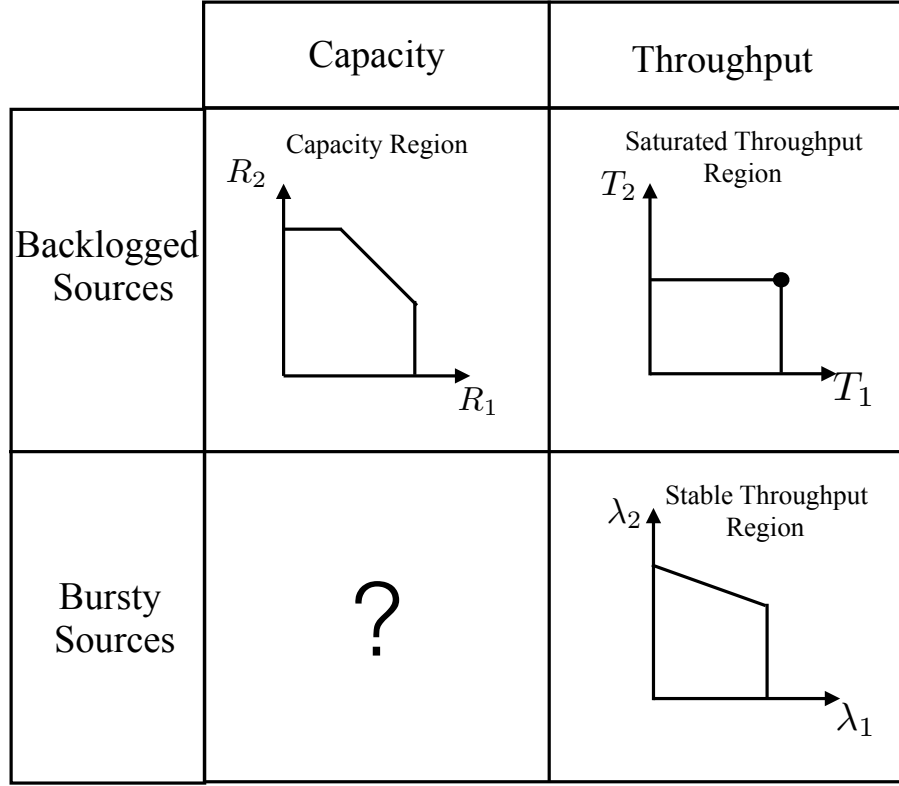 Capacity
Throughput
Backlogged
Sources
Capacity Region
R₂
R₁
Saturated Throughput
Region
T₂
T₁
Bursty
Sources
?
Stable Throughput
Region
λ₂
λ₁